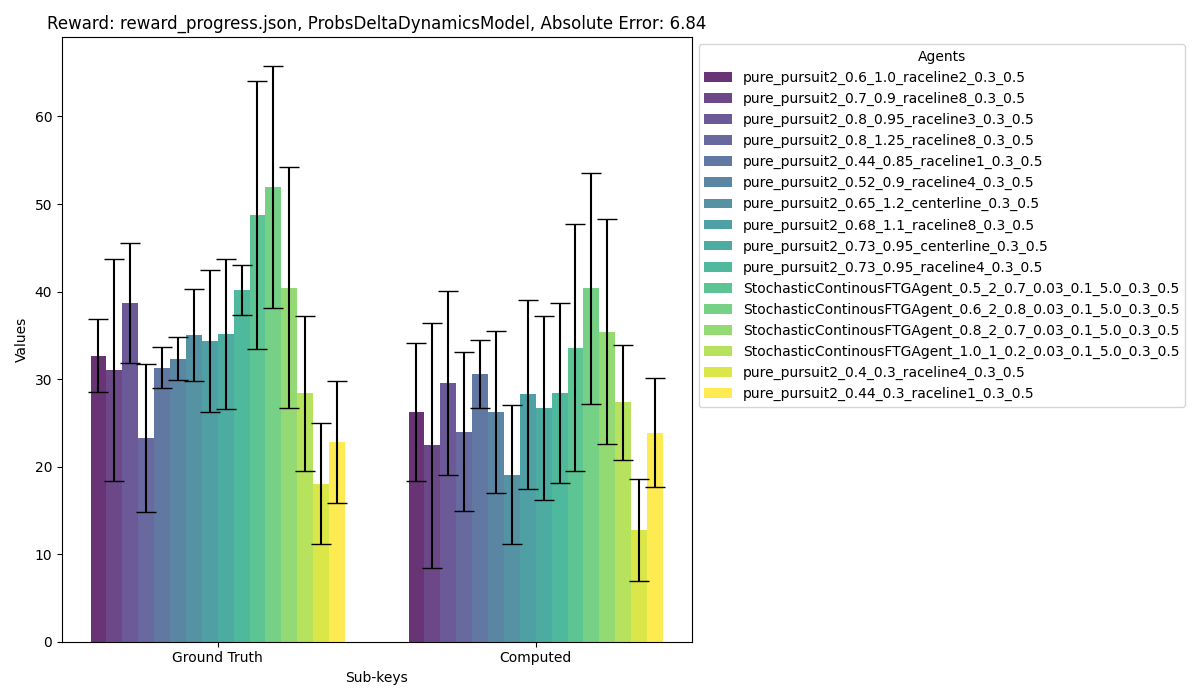 Reward: reward_progress.json, ProbsDeltaDynamicsModel, Absolute Error: 6.84
Values
60
50
40
30
20
10
0
Ground Truth
Computed
Sub-keys
Agents
pure_pursuit2_0.6_1.0_raceline2_0.3_0.5
pure_pursuit2_0.7_0.9_raceline8_0.3_0.5
pure_pursuit2_0.8_0.95_raceline3_0.3_0.5
pure_pursuit2_0.8_1.25_raceline8_0.3_0.5
pure_pursuit2_0.44_0.85_raceline1_0.3_0.5
pure_pursuit2_0.52_0.9_raceline4_0.3_0.5
pure_pursuit2_0.65_1.2_centerline_0.3_0.5
pure_pursuit2_0.68_1.1_raceline8_0.3_0.5
pure_pursuit2_0.73_0.95_centerline_0.3_0.5
pure_pursuit2_0.73_0.95_raceline4_0.3_0.5
StochasticContinousFTGAgent_0.5_2_0.7_0.03_0.1_5.0_0.3_0.5
StochasticContinousFTGAgent_0.6_2_0.8_0.03_0.1_5.0_0.3_0.5
StochasticContinousFTGAgent_0.8_2_0.7_0.03_0.1_5.0_0.3_0.5
StochasticContinousFTGAgent_1.0_1_0.2_0.03_0.1_5.0_0.3_0.5
pure_pursuit2_0.4_0.3_raceline4_0.3_0.5
pure_pursuit2_0.44_0.3_raceline1_0.3_0.5